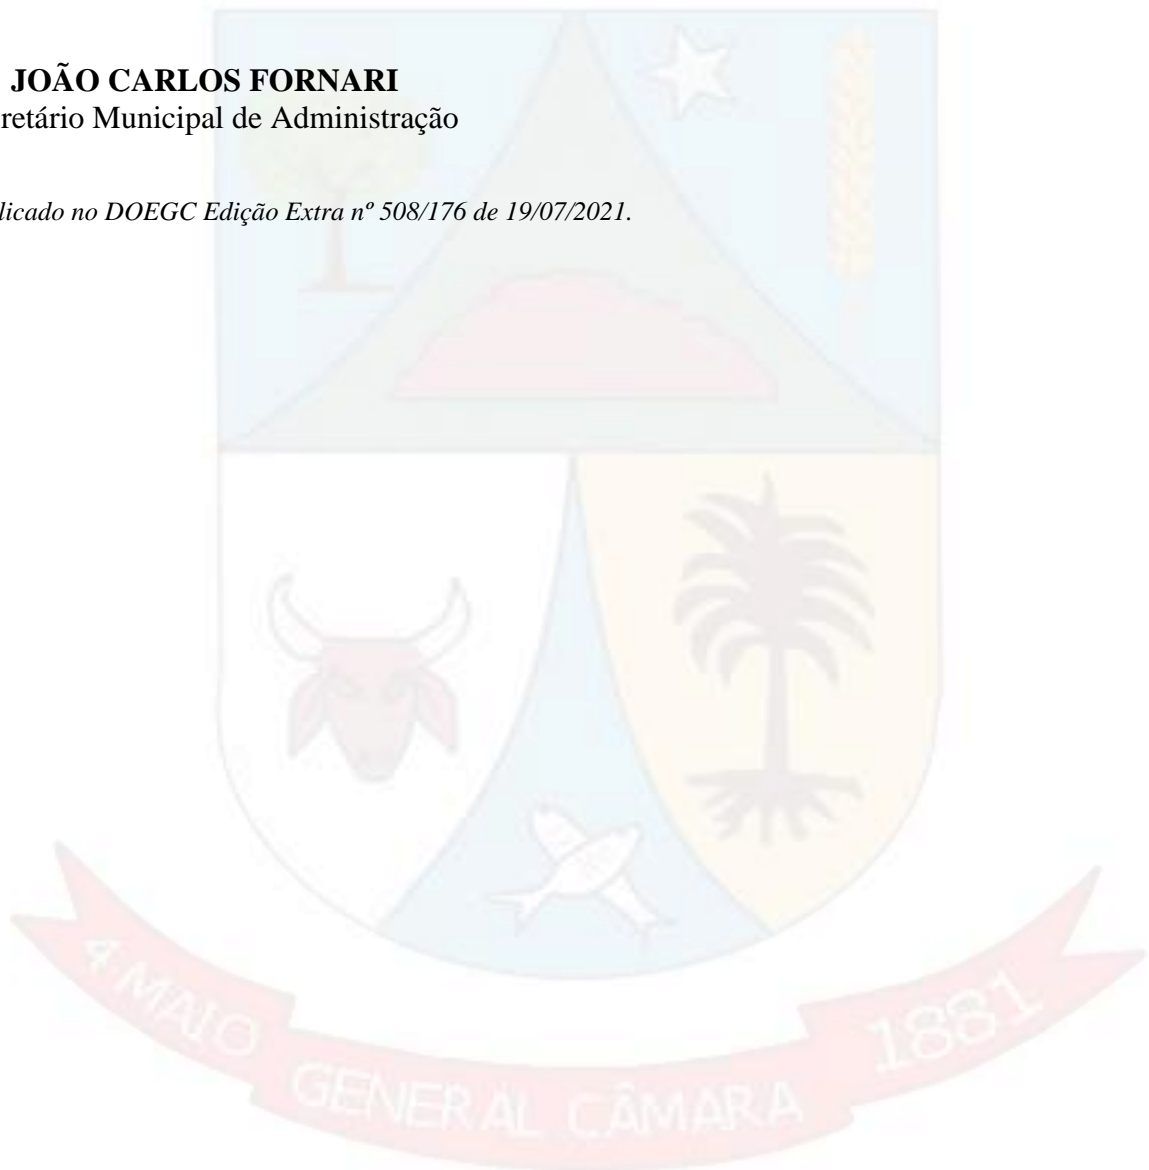 JOÃO CARLOS FORNARI
retário Municipal de Administração
licado no DOEGC Edição Extra nº 508/176 de 19/07/2021.
4 MAIO
GENERAL CÂMARA
1881